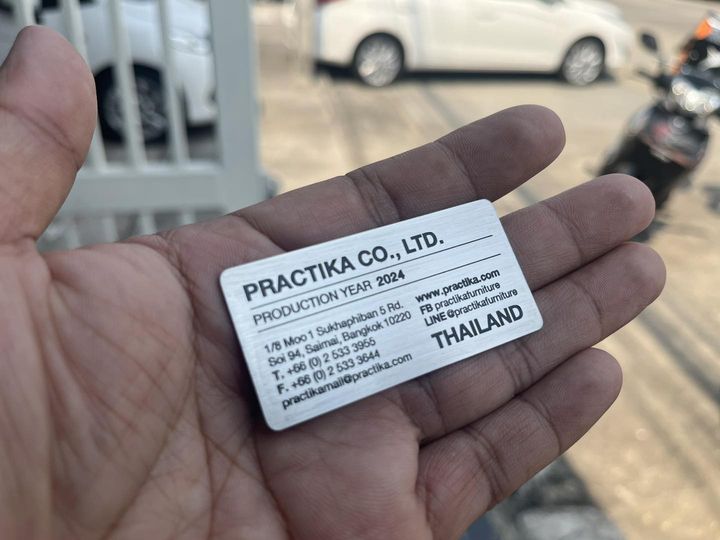 PRACTIKA CO., LTD.
PRODUCTION YEAR 2024
1/8 Moo 1 Sukhaphiban 5 Rd.
Soi 94, Saimai, Bangkok 10220
T. +66 (0) 2 533 3955
F. +66 (0) 2 533 3644
practikamail@practika.com
www.practika.com
FB practikafurniture
LINE @practikafurniture
THAILAND